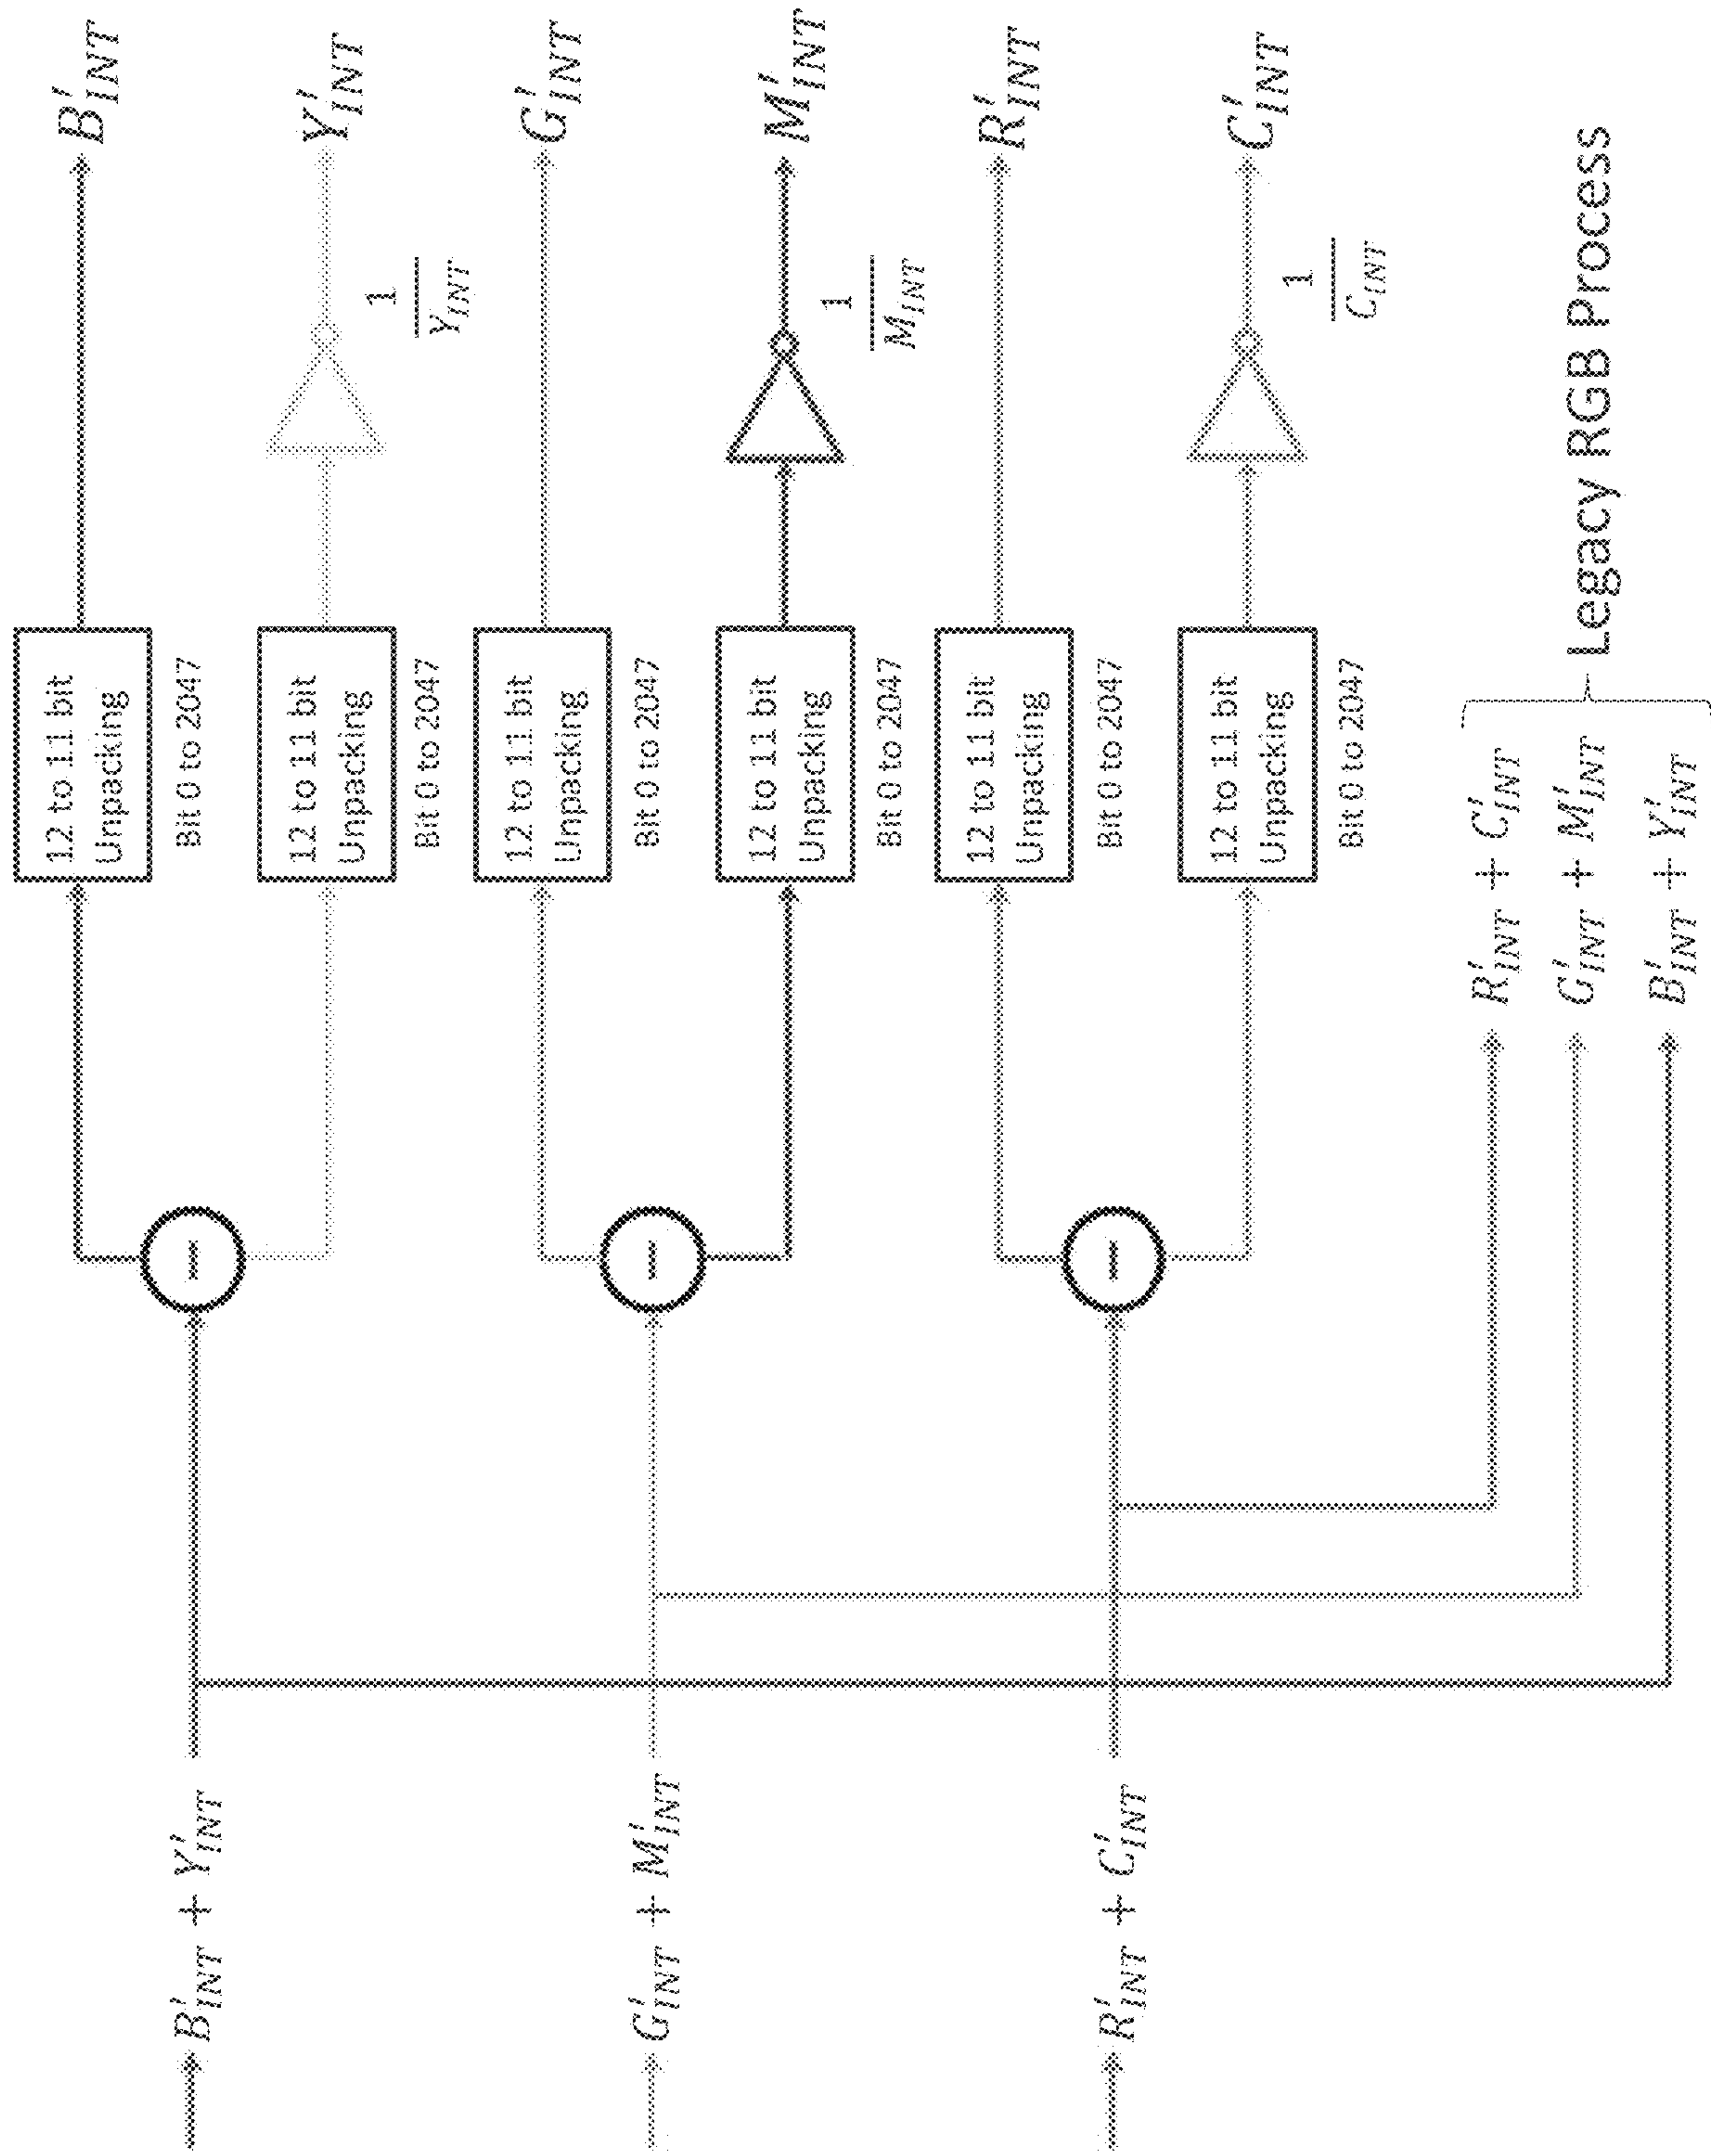 B′INT + Y′INT
G′INT + M′INT
R′INT + C′INT
12 to 11 bit
Unpacking
Bit 0 to 2047
B′INT
12 to 11 bit
Unpacking
Bit 0 to 2047
1
YINT
Y′INT
12 to 11 bit
Unpacking
Bit 0 to 2047
G′INT
12 to 11 bit
Unpacking
Bit 0 to 2047
1
MINT
M′INT
12 to 11 bit
Unpacking
Bit 0 to 2047
R′INT
12 to 11 bit
Unpacking
Bit 0 to 2047
1
CINT
C′INT
R′INT + C′INT
G′INT + M′INT
B′INT + Y′INT
Legacy RGB Process